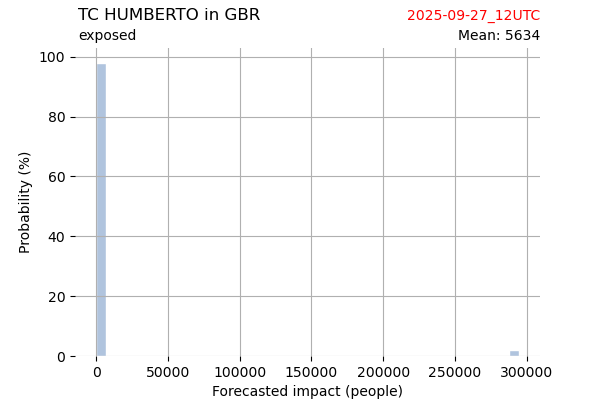 TC HUMBERTO in GBR
2025-09-27_12UTC
exposed
Mean: 5634
100
80
60
40
20
0
Probability (%)
0 50000 100000 150000 200000 250000 300000
Forecasted impact (people)